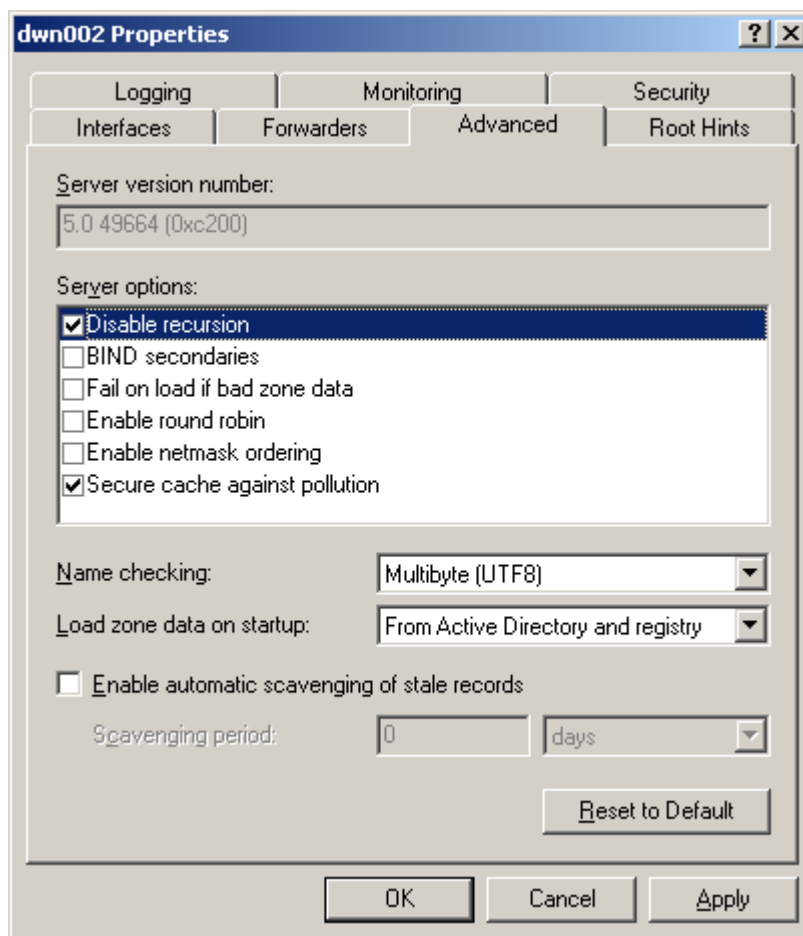 dwn002 Properties
Logging Monitoring Security
Interfaces Forwarders Advanced Root Hints
Server version number:
5.0 49664 (0xc200)
Server options:
Disable recursion
BIND secondaries
Fail on load if bad zone data
Enable round robin
Enable netmask ordering
Secure cache against pollution
Name checking: Multibyte (UTF8)
Load zone data on startup: From Active Directory and registry
Enable automatic scavenging of stale records
Scavenging period: 0 days
Reset to Default
OK Cancel Apply